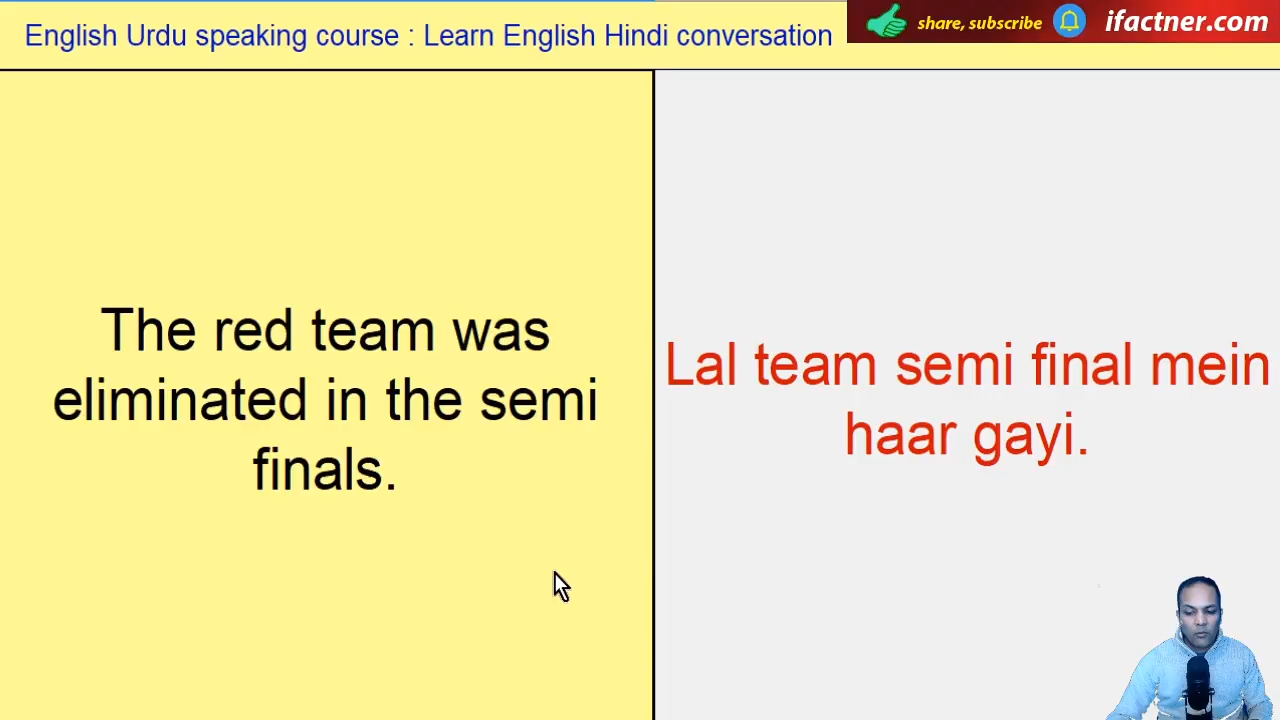 English Urdu speaking course : Learn English Hindi conversation
share, subscribe
ifactner.com
The red team was
eliminated in the semi
finals.
Lal team semi final mein
haar gayi.